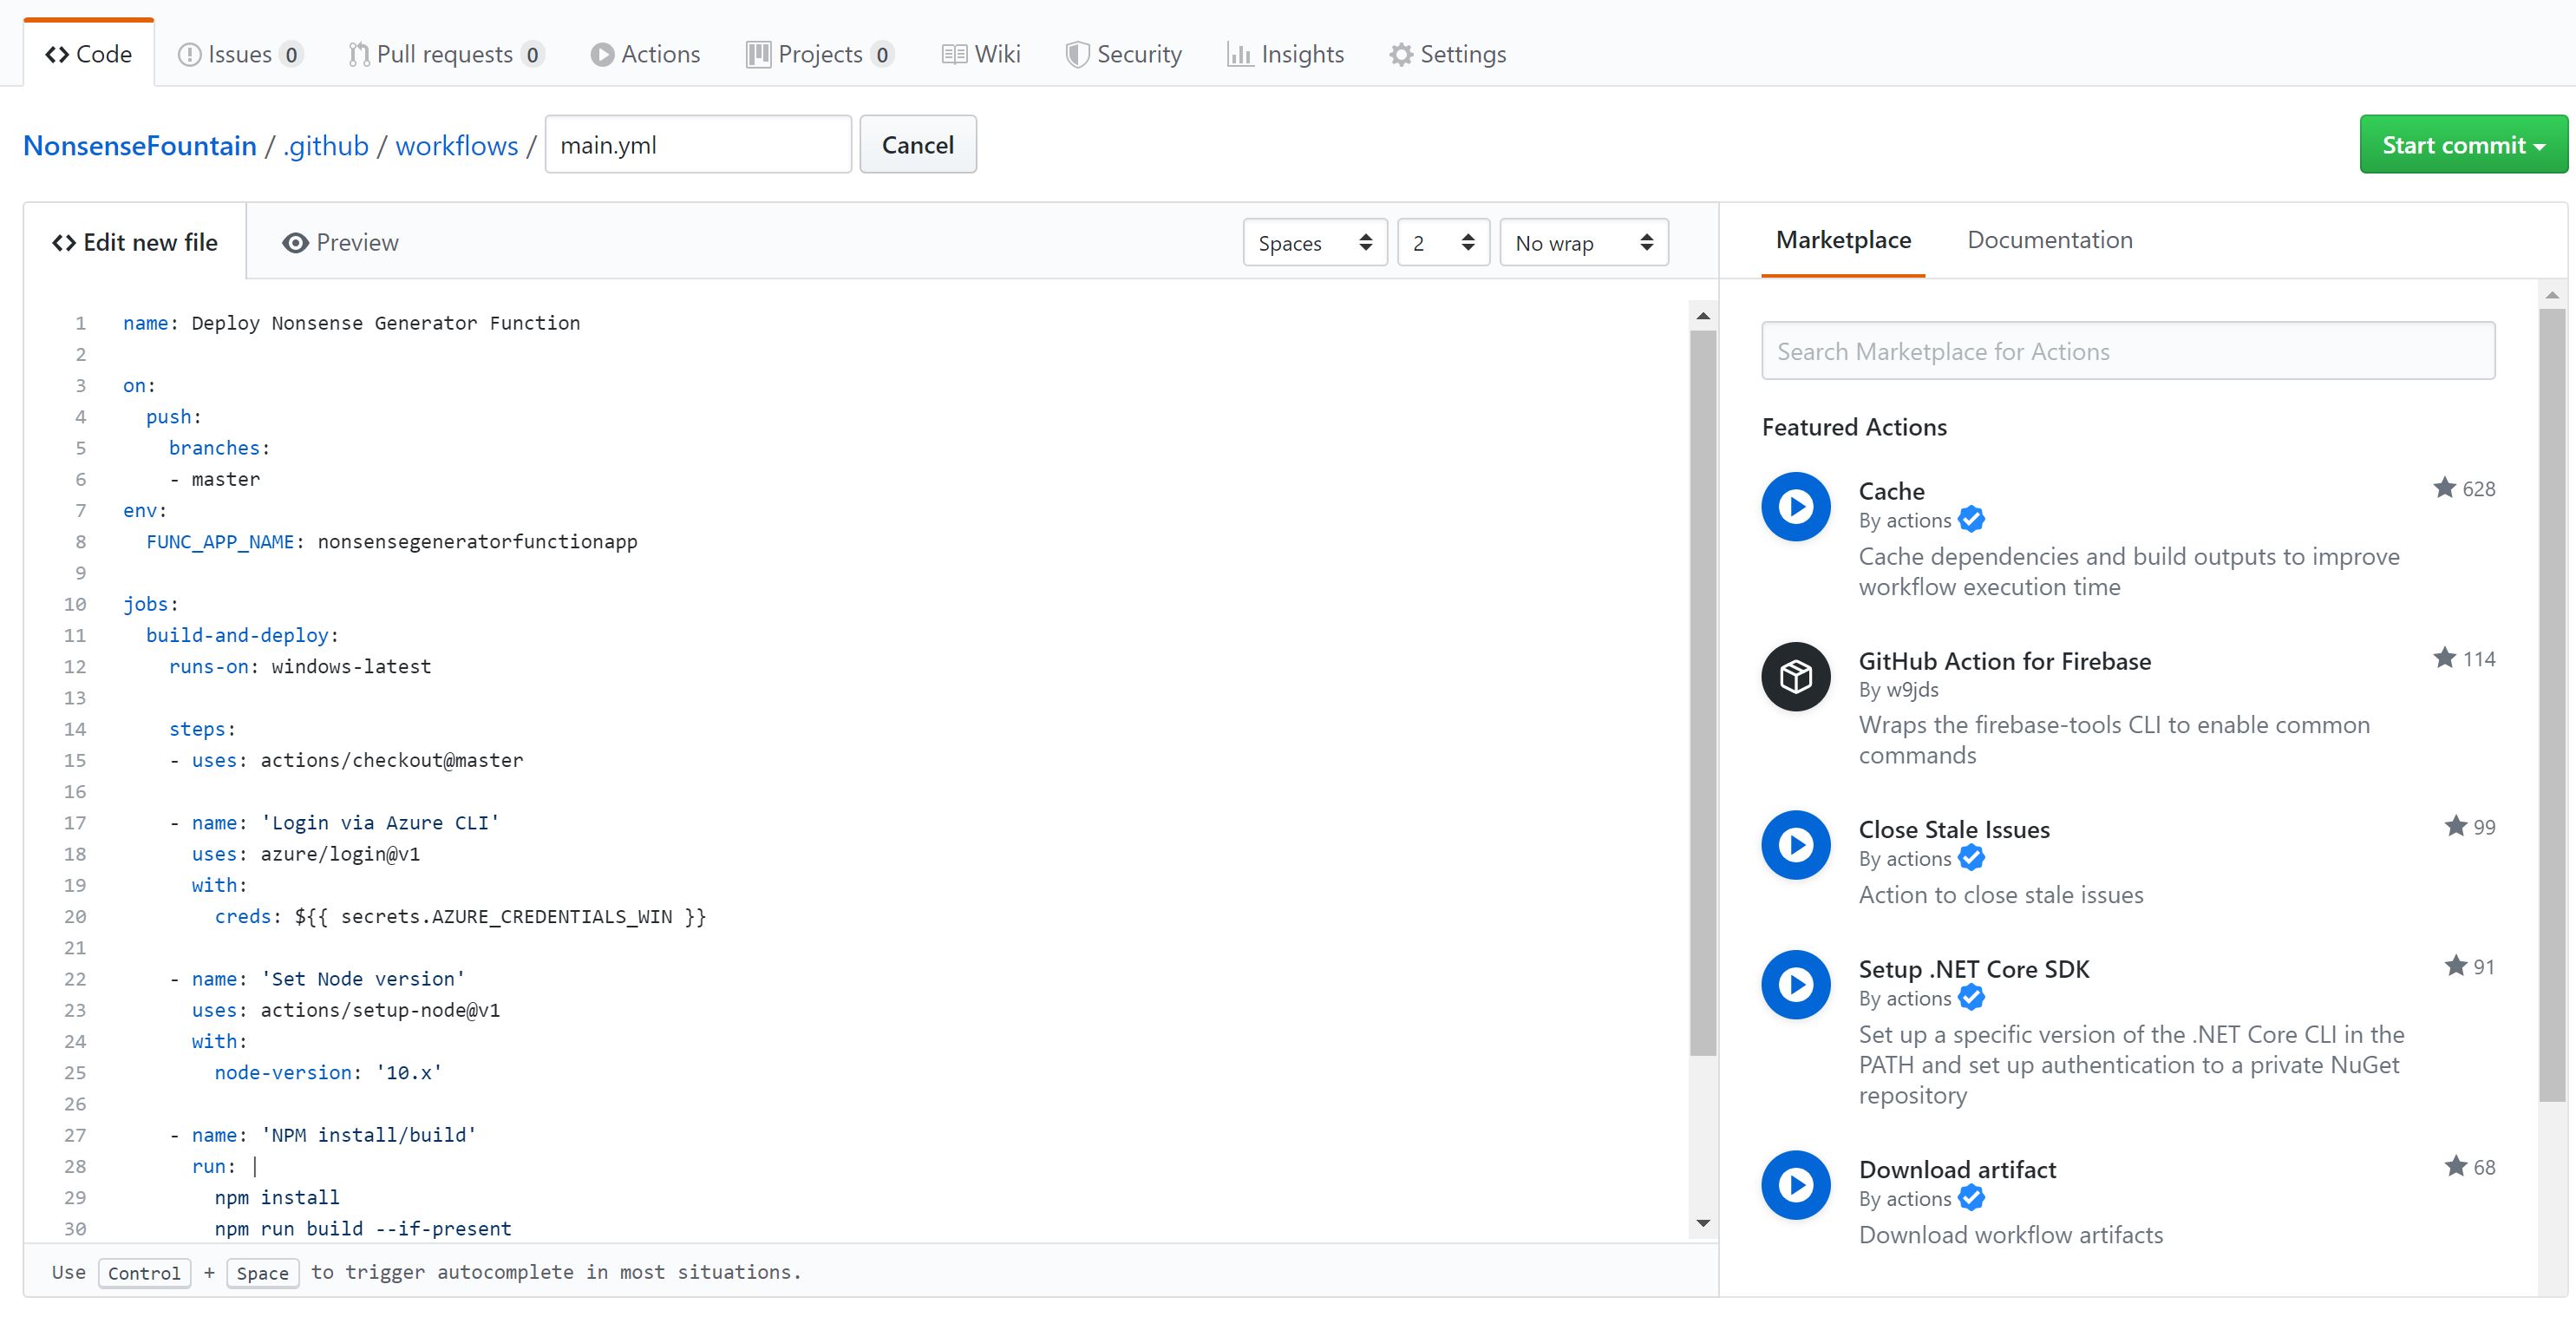 Code Issues 0 Pull requests 0 Actions Projects 0 Wiki Security Insights Settings
NonsenseFountain / .github / workflows / main.yml Cancel Start commit
Edit new file Preview Spaces 2 No wrap
1 name: Deploy Nonsense Generator Function
2
3 on:
4 push:
5 branches:
6 - master
7 env:
8 FUNC_APP_NAME: nonsensegeneratorfunctionapp
9
10 jobs:
11 build-and-deploy:
12 runs-on: windows-latest
13
14 steps:
15 - uses: actions/checkout@master
16
17 - name: 'Login via Azure CLI'
18 uses: azure/login@v1
19 with:
20 creds: ${{ secrets.AZURE_CREDENTIALS_WIN }}
21
22 - name: 'Set Node version'
23 uses: actions/setup-node@v1
24 with:
25 node-version: '10.x'
26
27 - name: 'NPM install/build'
28 run: |
29 npm install
30 npm run build --if-present
Use Control + Space to trigger autocomplete in most situations.
Marketplace Documentation
Search Marketplace for Actions
Featured Actions
Cache 628
By actions
Cache dependencies and build outputs to improve
workflow execution time
GitHub Action for Firebase 114
By w9jds
Wraps the firebase-tools CLI to enable common
commands
Close Stale Issues 99
By actions
Action to close stale issues
Setup .NET Core SDK 91
By actions
Set up a specific version of the .NET Core CLI in the
PATH and set up authentication to a private NuGet
repository
Download artifact 68
By actions
Download workflow artifacts